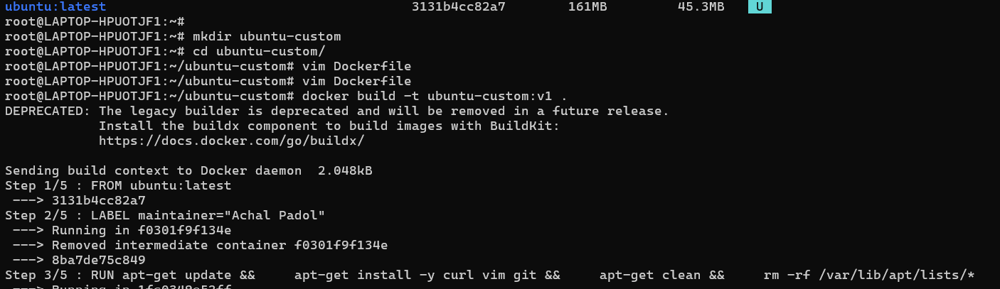 ubuntu:latest 3131b4cc82a7 161MB 45.3MB U
root@LAPTOP-HPUOTJF1:~#
root@LAPTOP-HPUOTJF1:~# mkdir ubuntu-custom
root@LAPTOP-HPUOTJF1:~# cd ubuntu-custom/
root@LAPTOP-HPUOTJF1:~/ubuntu-custom# vim Dockerfile
root@LAPTOP-HPUOTJF1:~/ubuntu-custom# vim Dockerfile
root@LAPTOP-HPUOTJF1:~/ubuntu-custom# docker build -t ubuntu-custom:v1 .
DEPRECATED: The legacy builder is deprecated and will be removed in a future release.
Install the buildx component to build images with BuildKit:
https://docs.docker.com/go/buildx/
Sending build context to Docker daemon 2.048kB
Step 1/5 : FROM ubuntu:latest
---> 3131b4cc82a7
Step 2/5 : LABEL maintainer="Achal Padol"
---> Running in f0301f9f134e
---> Removed intermediate container f0301f9f134e
---> 8ba7de75c849
Step 3/5 : RUN apt-get update && apt-get install -y curl vim git && apt-get clean && rm -rf /var/lib/apt/lists/*
---> Running in